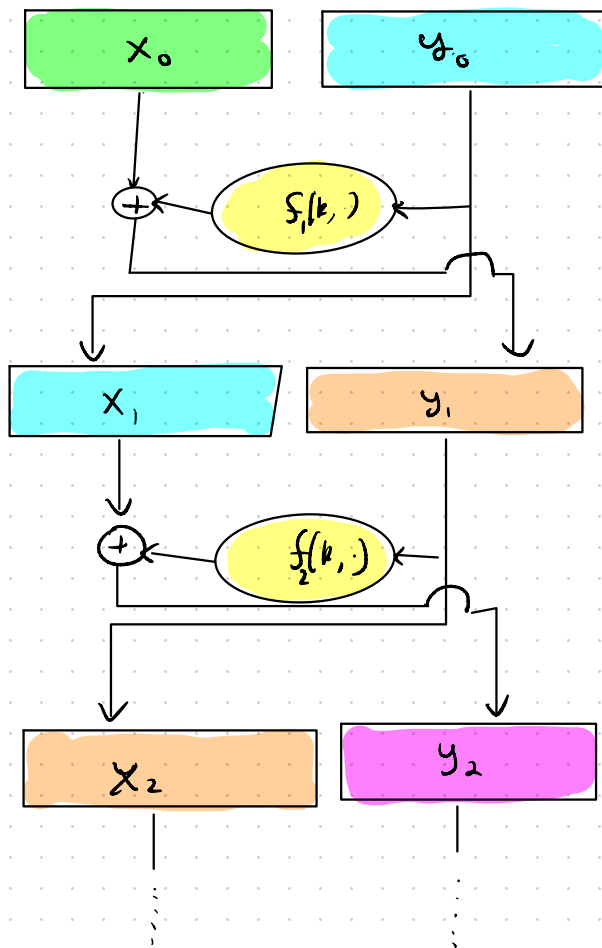 x₀ y₀
+ f₁(k, ·)
x₁ y₁
+ f₂(k, ·)
x₂ y₂